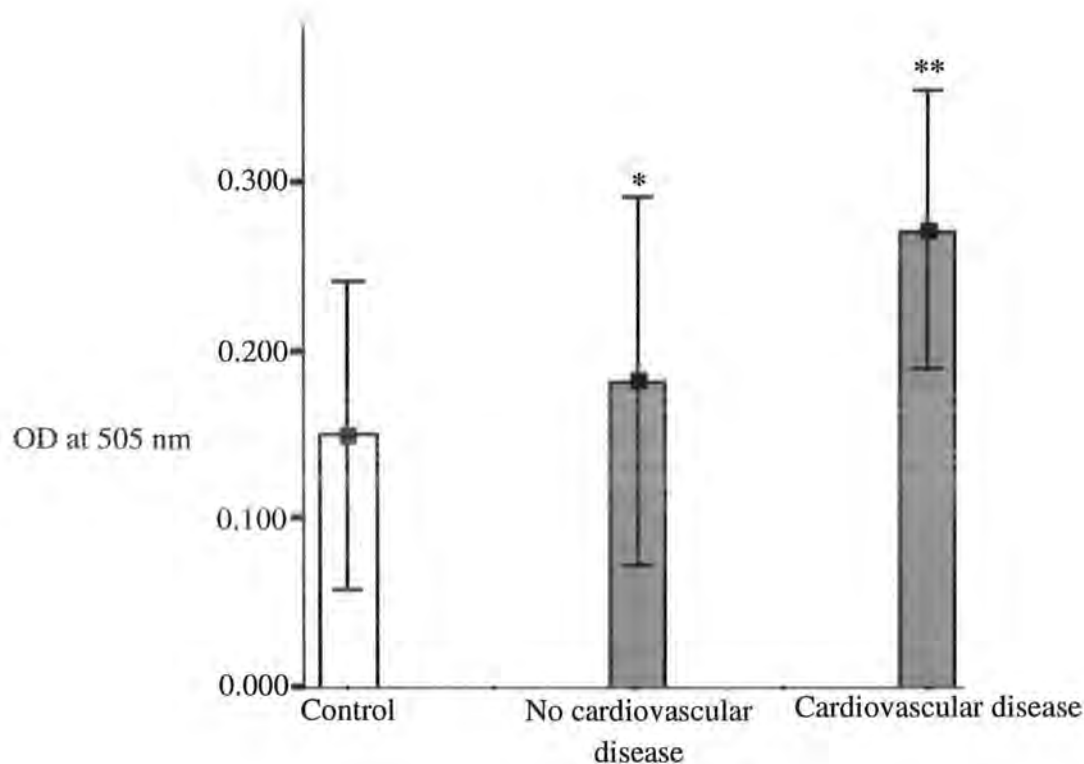 **
0.300
*
0.200
OD at 505 nm
0.100
0.000
Control
No cardiovascular
disease
Cardiovascular disease